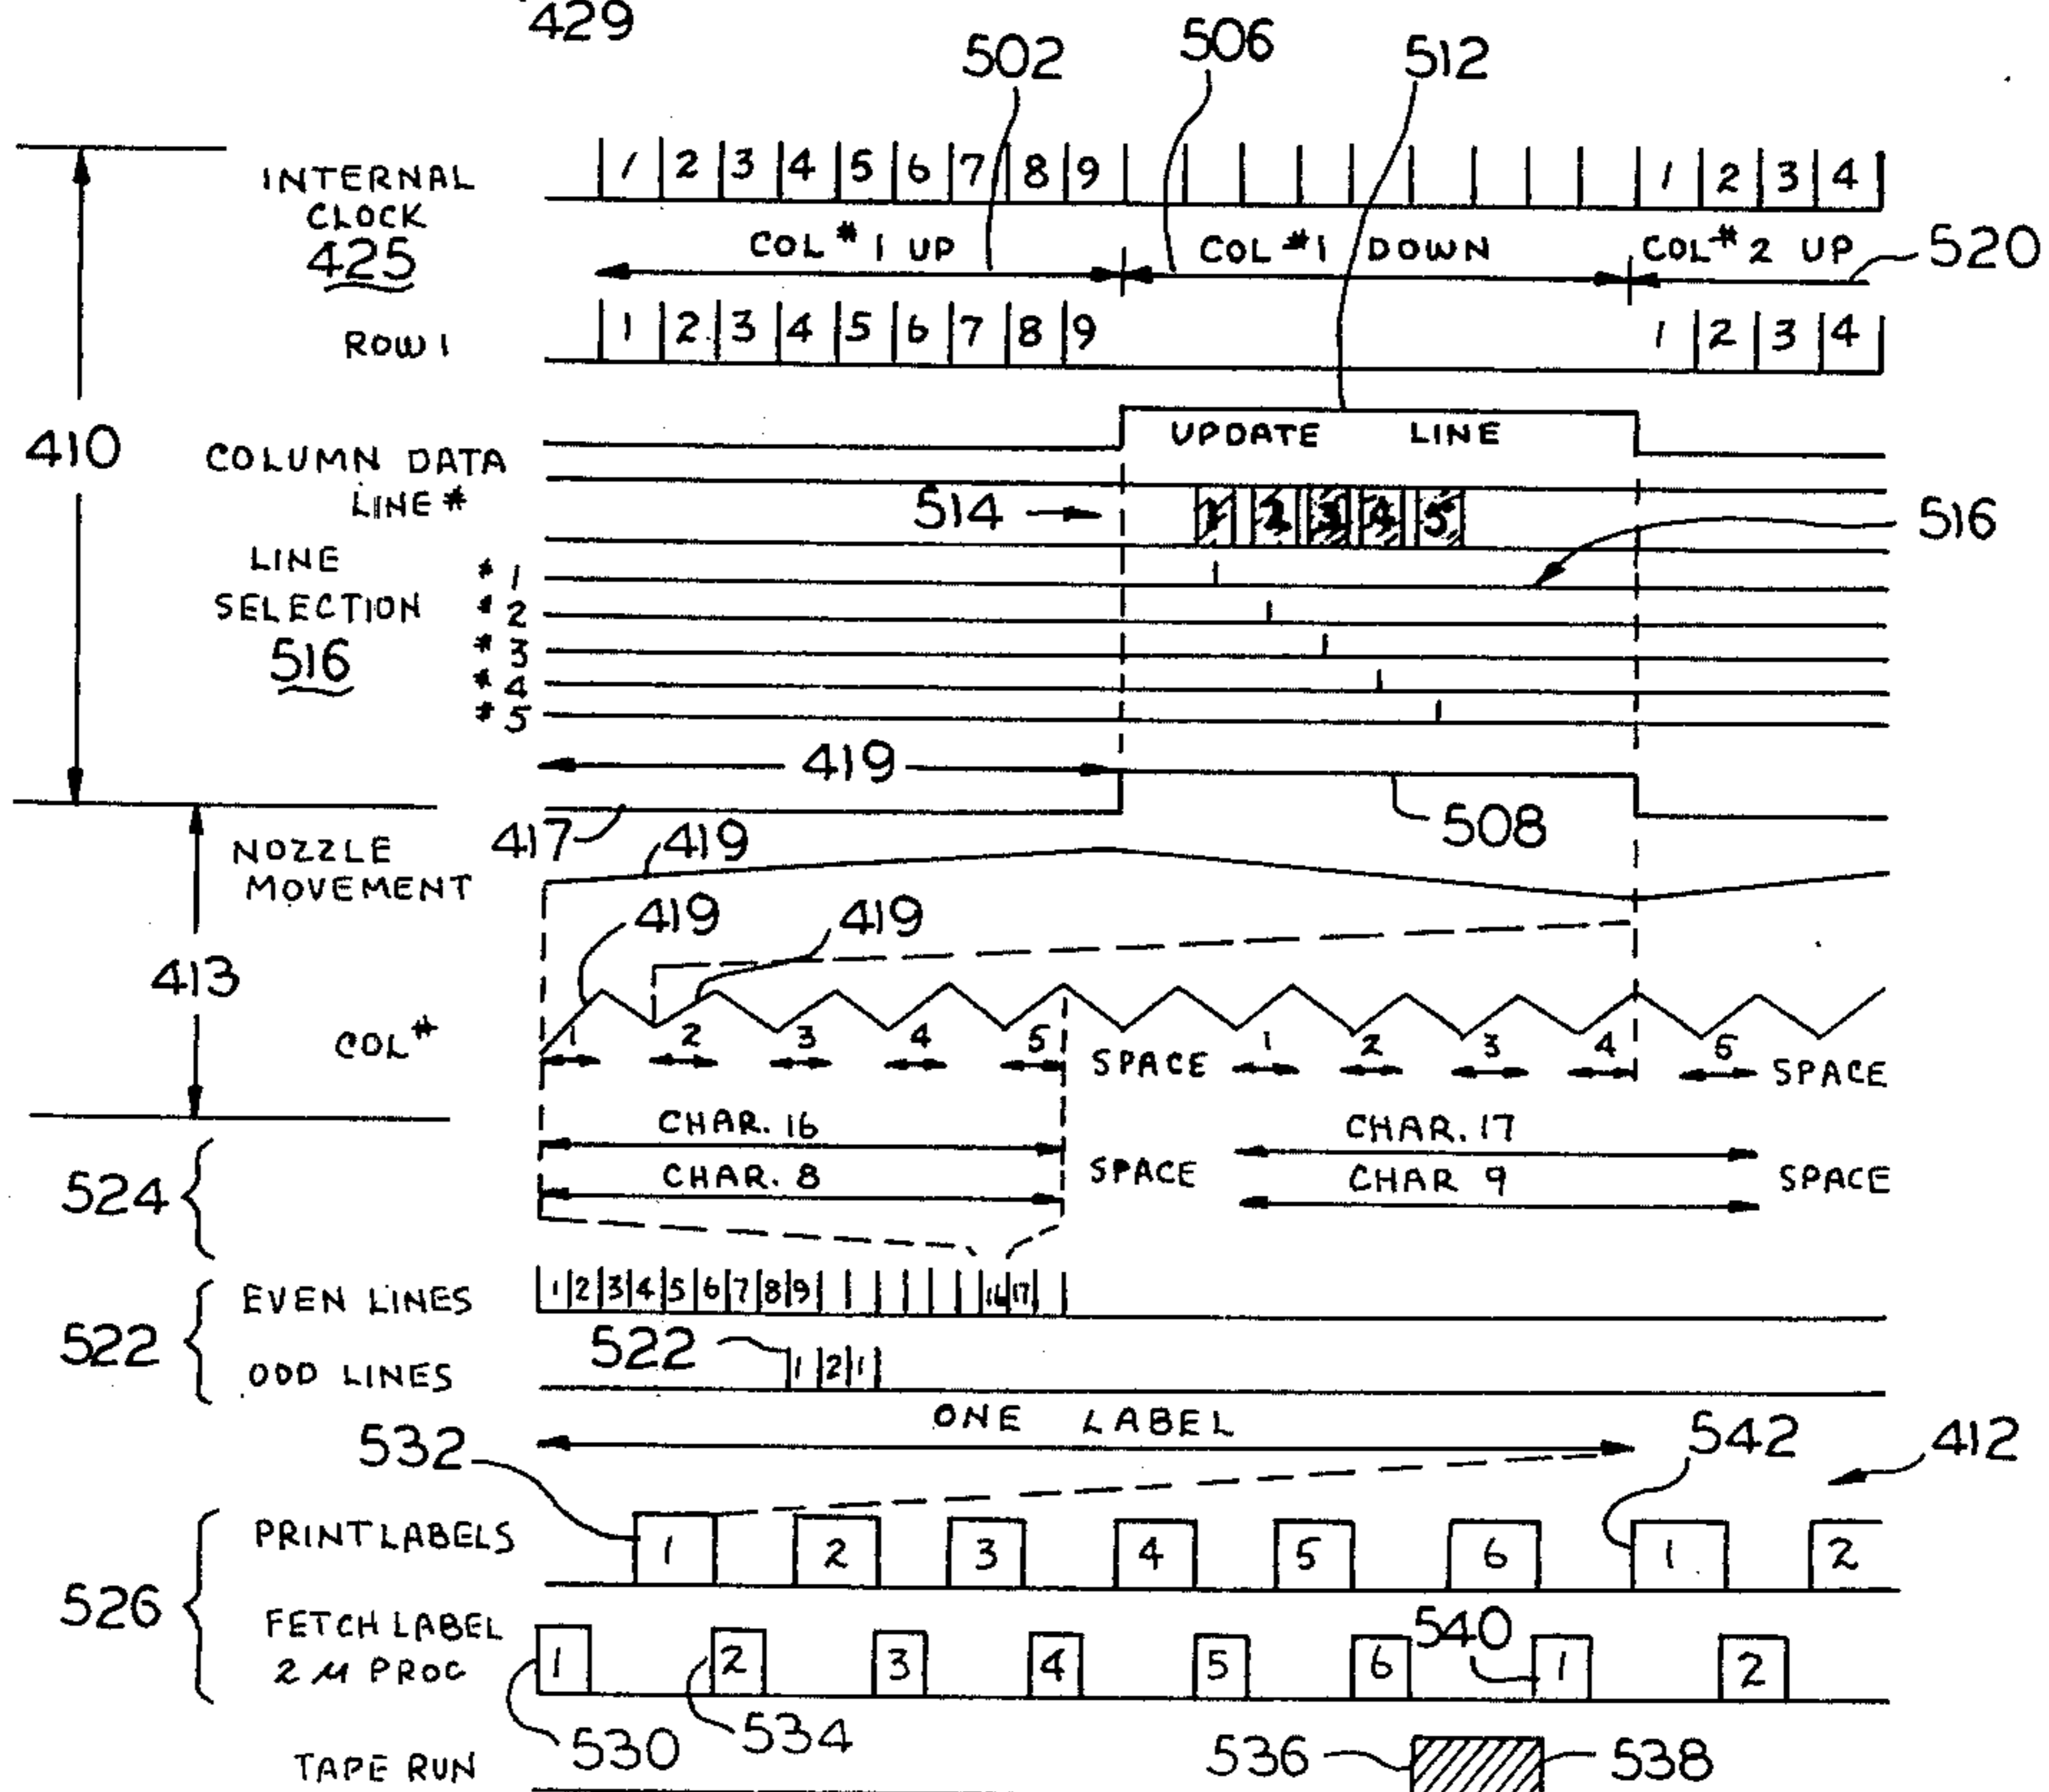 429
502 506 512
INTERNAL CLOCK 425
1 2 3 4 5 6 7 8 9 1 2 3 4
COL # 1 UP COL #1 DOWN COL# 2 UP 520
ROW 1
1 2 3 4 5 6 7 8 9 1 2 3 4
410
UPDATE LINE
COLUMN DATA
LINE #
514 1 2 3 4 5 516
LINE
SELECTION
516
# 1
# 2
# 3
# 4
# 5
419
417 508
NOZZLE
MOVEMENT
419
419 419
413
COL#
1 2 3 4 5 SPACE 1 2 3 4 5 SPACE
CHAR. 16 CHAR. 17
524 SPACE SPACE
CHAR. 8 CHAR 9
522 EVEN LINES 1 2 3 4 5 6 7 8 9 16 17
ODD LINES 522 1 2 1
ONE LABEL
532 542 412
526 PRINT LABELS 1 2 3 4 5 6 1 2
FETCH LABEL
2 μ PROC
1 2 3 4 5 6 540 1 2
530 534
TAPE RUN 536 538